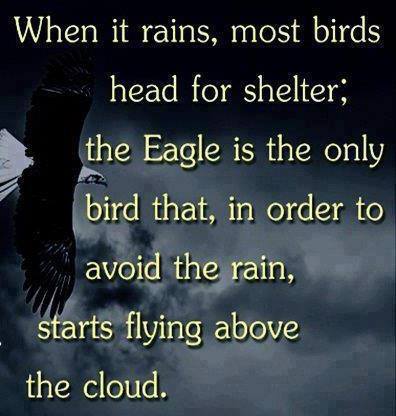 When it rains, most birds
head for shelter;
the Eagle is the only
bird that, in order to
avoid the rain,
starts flying above
the cloud.